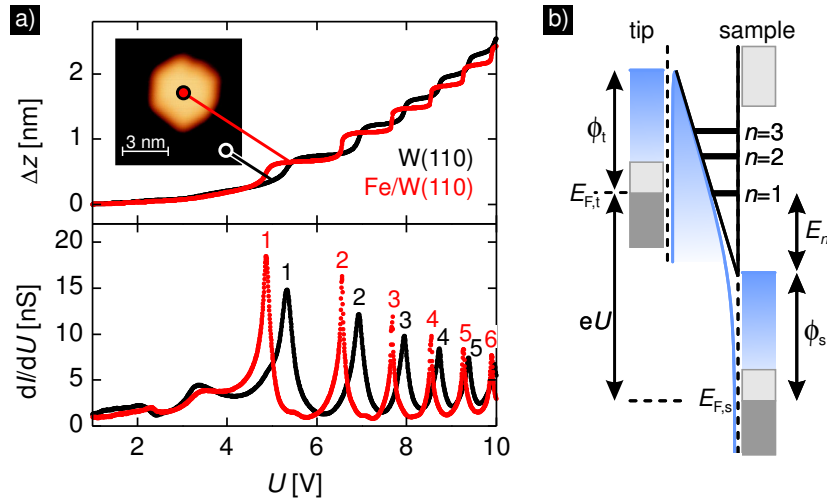 a)
Δz [nm]
2
1
0
3 nm
W(110)
Fe/W(110)
dI/dU [nS]
20
15
10
5
0
1 2 3 4 5 6
1 2 3 4 5
2 4 6 8 10
U [V]
b)
tip sample
ϕt
n=3
n=2
n=1
EF,t
En
eU
ϕs
EF,s